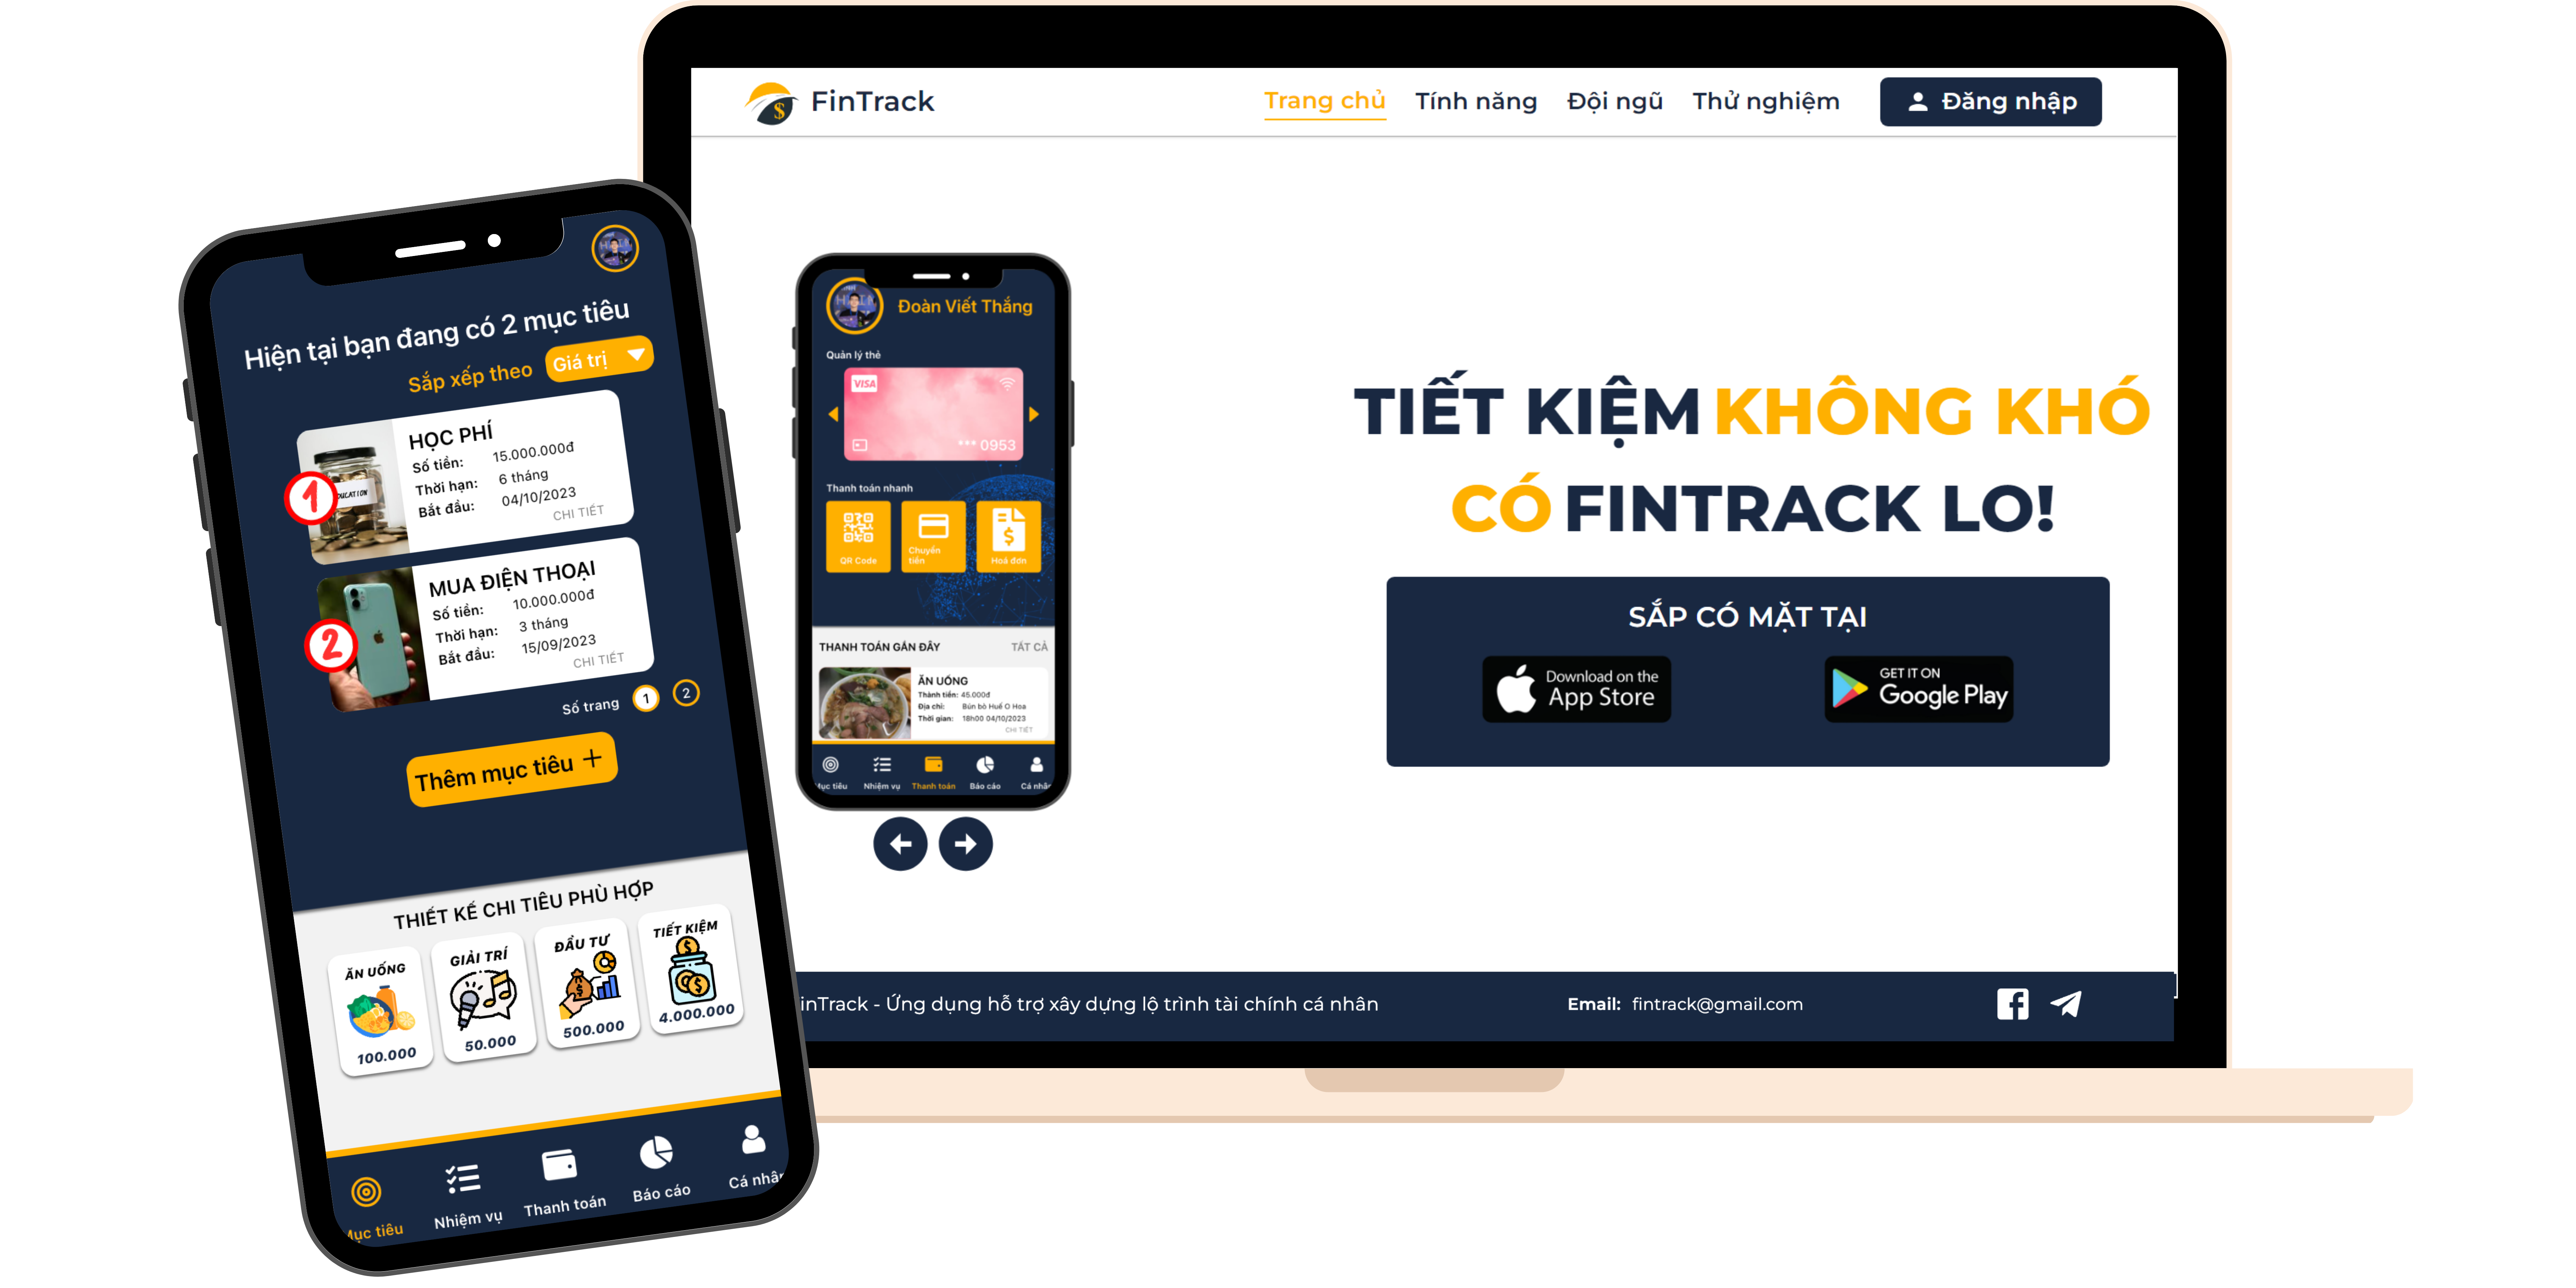 FinTrack
Trang chủ Tính năng Đội ngũ Thử nghiệm Đăng nhập
TIẾT KIỆM KHÔNG KHÓ
CÓ FINTRACK LO!
SẮP CÓ MẶT TẠI
Download on the
App Store
GET IT ON
Google Play
Đoàn Viết Thắng
Quản lý thẻ
VISA
*** 0953
Thanh toán nhanh
QR Code
Chuyển
tiền
Hoá đơn
THANH TOÁN GẦN ĐÂY TẤT CẢ
ĂN UỐNG
Thành tiền: 45.000đ
Địa chỉ: Bún bò Huế O Hoa
Thời gian: 18h00 04/10/2023
CHI TIẾT
Mục tiêu Nhiệm vụ Thanh toán Báo cáo Cá nhân
inTrack - Ứng dụng hỗ trợ xây dựng lộ trình tài chính cá nhân
Email: fintrack@gmail.com
Hiện tại bạn đang có 2 mục tiêu
Sắp xếp theo Giá trị
1
HỌC PHÍ
Số tiền: 15.000.000đ
Thời hạn: 6 tháng
Bắt đầu: 04/10/2023
CHI TIẾT
2
MUA ĐIỆN THOẠI
Số tiền: 10.000.000đ
Thời hạn: 3 tháng
Bắt đầu: 15/09/2023
CHI TIẾT
Số trang 1 2
Thêm mục tiêu +
THIẾT KẾ CHI TIÊU PHÙ HỢP
ĂN UỐNG
100.000
GIẢI TRÍ
50.000
ĐẦU TƯ
500.000
TIẾT KIỆM
4.000.000
Mục tiêu Nhiệm vụ Thanh toán Báo cáo Cá nhân